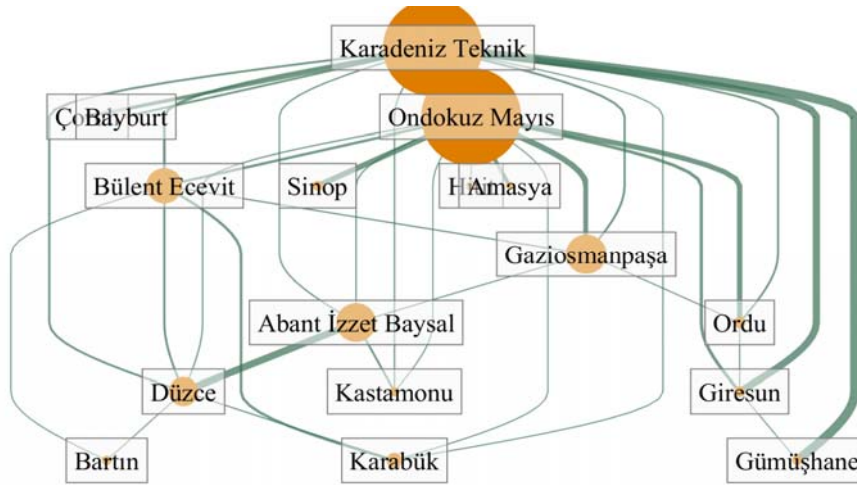 Karadeniz Teknik
Bayburt
Ondokuz Mayıs
Bülent Ecevit
Sinop
Amasya
Gaziosmanpaşa
Abant İzzet Baysal
Ordu
Düzce
Kastamonu
Giresun
Bartın
Karabük
Gümüşhane